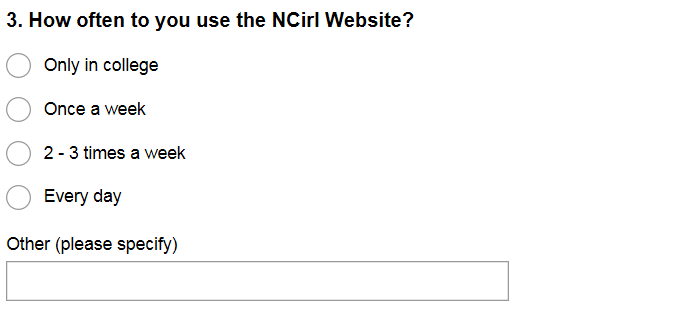 3. How often to you use the NCirl Website?
Only in college
Once a week
2 - 3 times a week
Every day
Other (please specify)